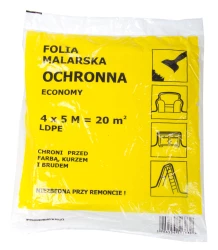 FOLIA
MALARSKA
OCHRONNA
ECONOMY
4 x 5 M = 20 m²
LDPE
CHRONI PRZED
FARBĄ, KURZEM
I BRUDEM
NIEZBĘDNA PRZY REMONCIE !